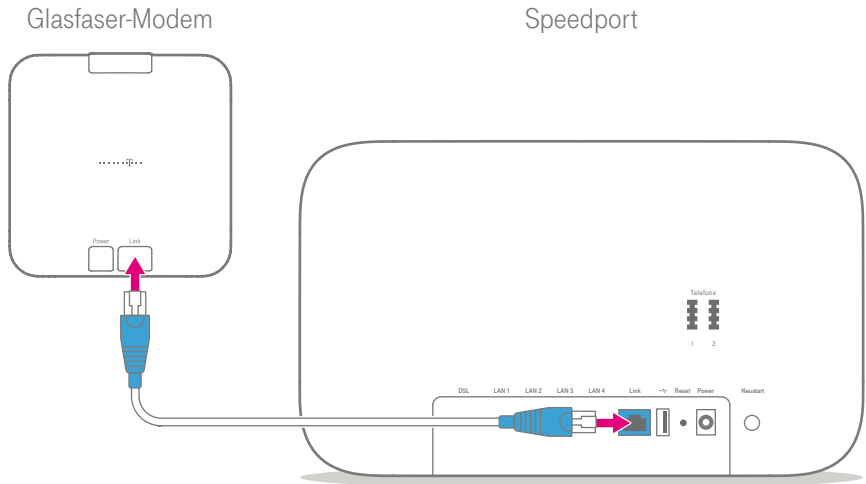 Glasfaser-Modem
Speedport
Power Link
Telefone
1 2
DSL LAN 1 LAN 2 LAN 3 LAN 4 Link Reset Power Neustart